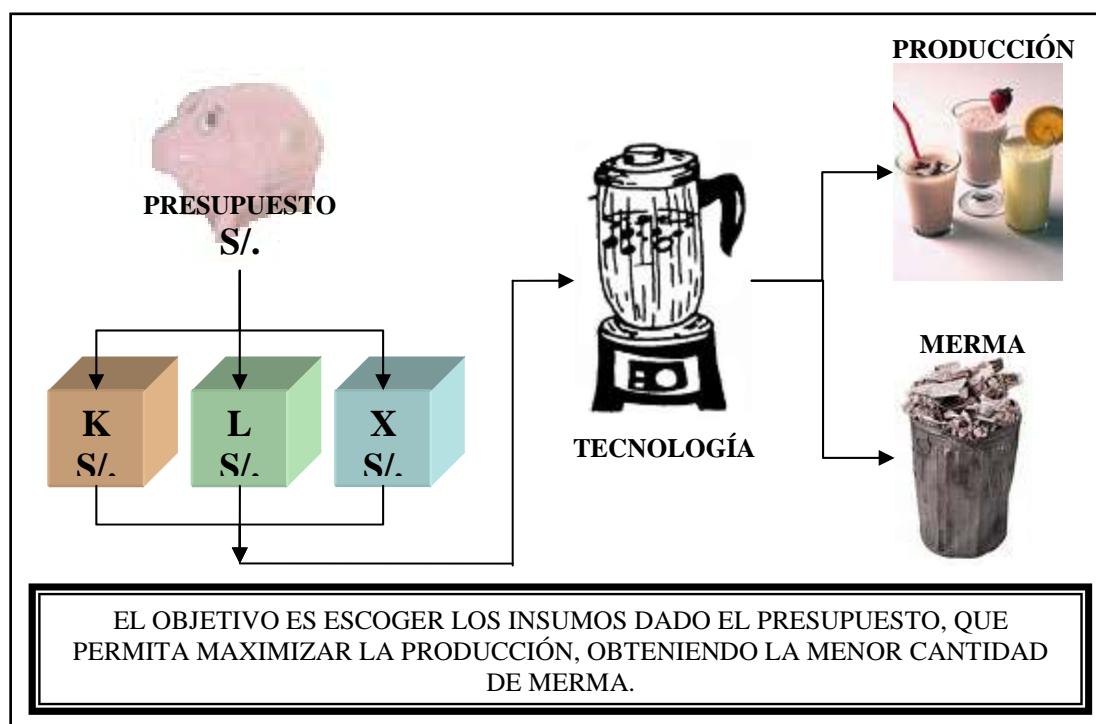 PRODUCCIÓN
PRESUPUESTO
S/.
K
S/.
L
S/.
X
S/.
TECNOLOGÍA
MERMA
EL OBJETIVO ES ESCOGER LOS INSUMOS DADO EL PRESUPUESTO, QUE
PERMITA MAXIMIZAR LA PRODUCCIÓN, OBTENIENDO LA MENOR CANTIDAD
DE MERMA.